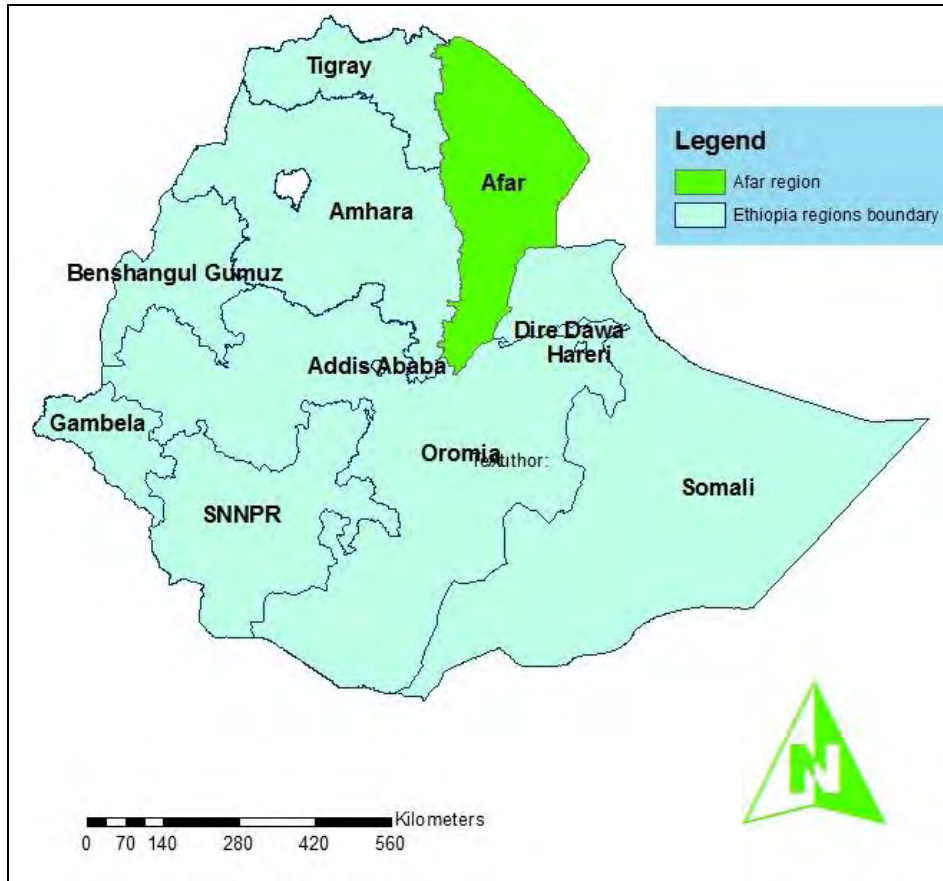 Tigray
Legend
Afar region
Ethiopia regions boundary
Afar
Amhara
Benshangul Gumuz
Dire Dawa
Hareri
Addis Ababa
Gambela
Oromia
uthor:
Somali
SNNPR
N
Kilometers
0 70 140 280 420 560